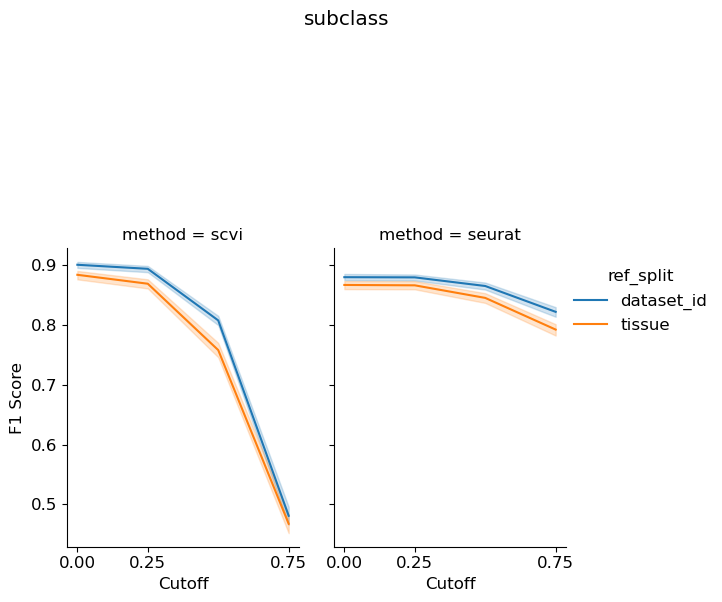 subclass
method = scvi
method = seurat
ref_split
dataset_id
tissue
F1 Score
0.9
0.8
0.7
0.6
0.5
0.00 0.25 0.75
0.00 0.25 0.75
Cutoff
Cutoff